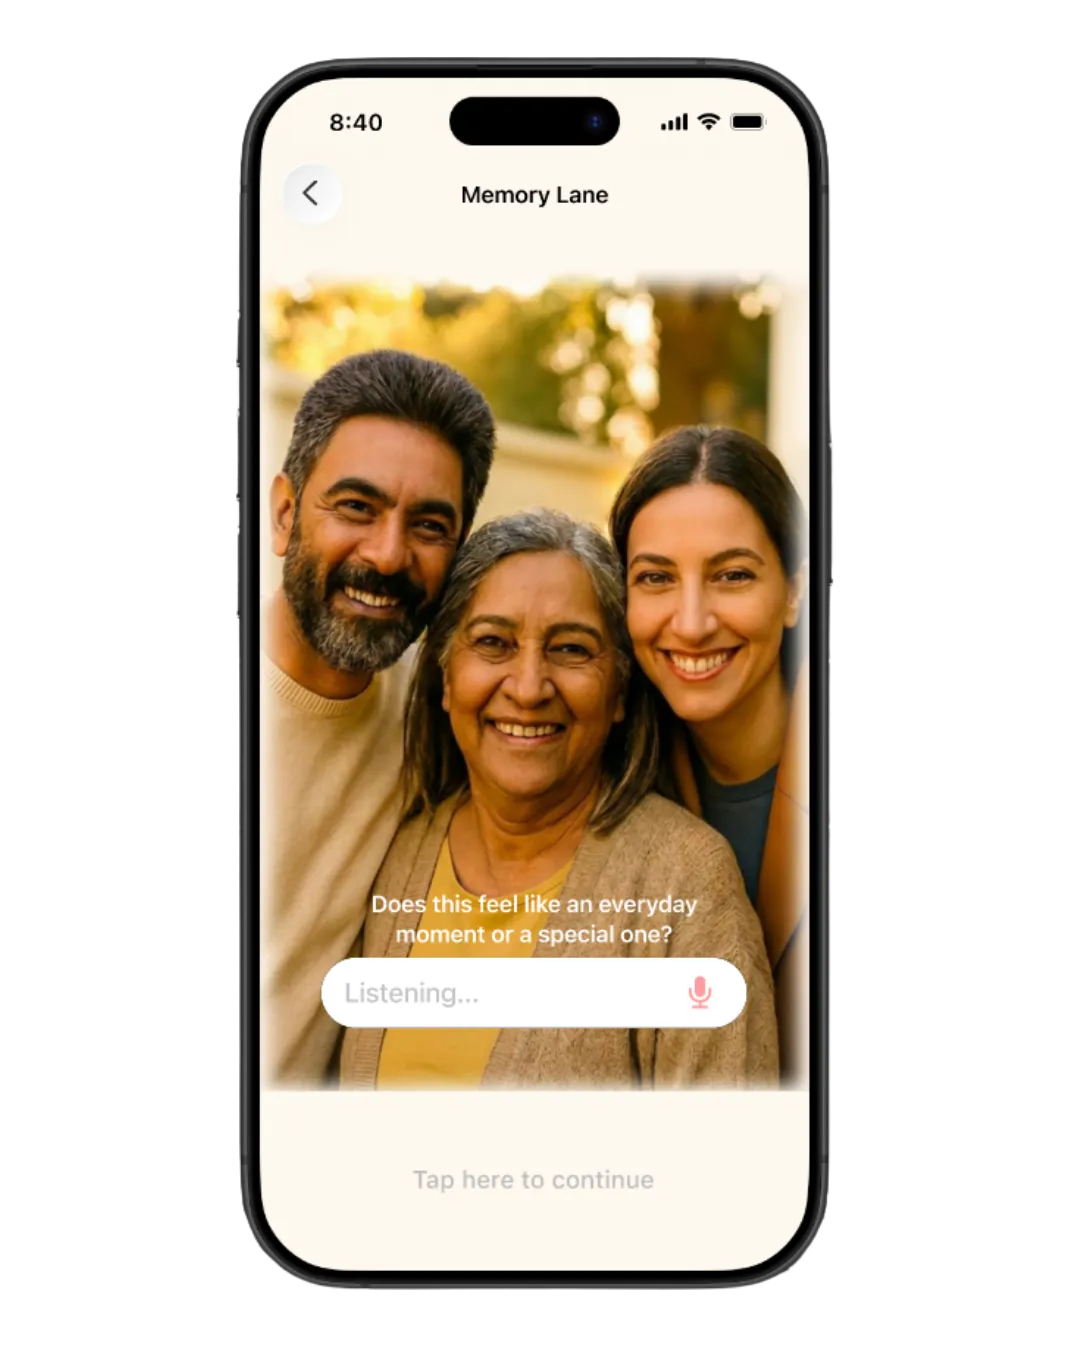 8:40
Memory Lane
Does this feel like an everyday
moment or a special one?
Listening...
Tap here to continue